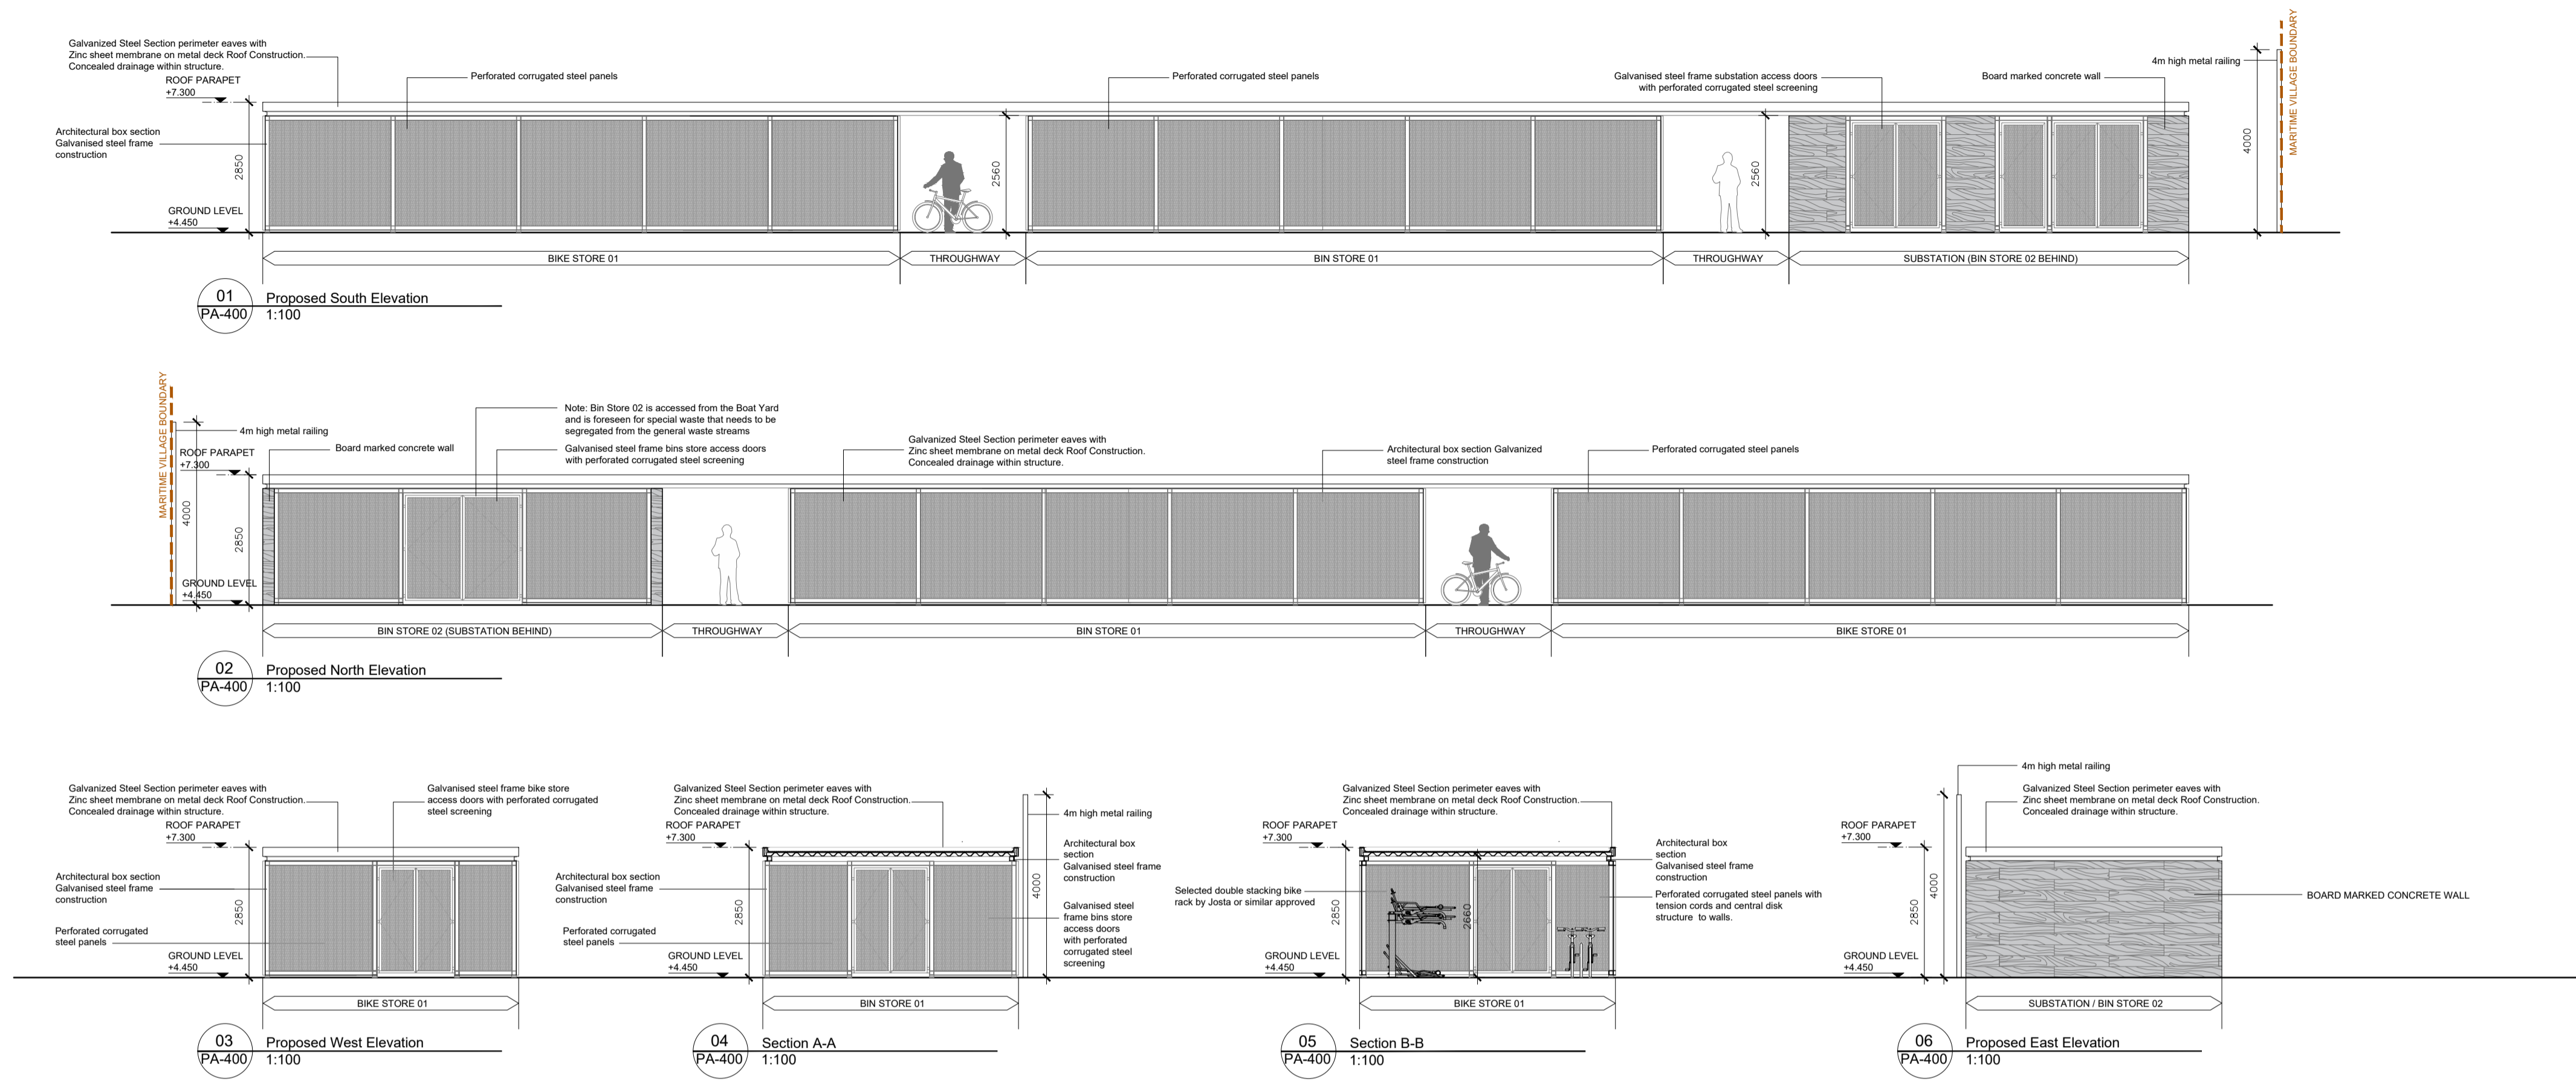 Galvanized Steel Section perimeter eaves with
Zinc sheet membrane on metal deck Roof Construction.
Concealed drainage within structure.
ROOF PARAPET
+7.300
Architectural box section
Galvanised steel frame
construction
2850
GROUND LEVEL
+4.450
Perforated corrugated steel panels
2560
Perforated corrugated steel panels
2560
Galvanised steel frame substation access doors
with perforated corrugated steel screening
Board marked concrete wall
4m high metal railing
4000
MARITIME VILLAGE BOUNDARY
BIKE STORE 01
THROUGHWAY
BIN STORE 01
THROUGHWAY
SUBSTATION (BIN STORE 02 BEHIND)
01
PA-400
Proposed South Elevation
1:100
MARITIME VILLAGE BOUNDARY
4m high metal railing
ROOF PARAPET
+7.300
4000
2850
GROUND LEVEL
+4.450
Board marked concrete wall
Note: Bin Store 02 is accessed from the Boat Yard
and is foreseen for special waste that needs to be
segregated from the general waste streams
Galvanised steel frame bins store access doors
with perforated corrugated steel screening
Galvanized Steel Section perimeter eaves with
Zinc sheet membrane on metal deck Roof Construction.
Concealed drainage within structure.
Architectural box section Galvanized
steel frame construction
Perforated corrugated steel panels
BIN STORE 02 (SUBSTATION BEHIND)
THROUGHWAY
BIN STORE 01
THROUGHWAY
BIKE STORE 01
02
PA-400
Proposed North Elevation
1:100
Galvanized Steel Section perimeter eaves with
Zinc sheet membrane on metal deck Roof Construction.
Concealed drainage within structure.
ROOF PARAPET
+7.300
Galvanised steel frame bike store
access doors with perforated corrugated
steel screening
Architectural box section
Galvanised steel frame
construction
2850
Perforated corrugated
steel panels
GROUND LEVEL
+4.450
BIKE STORE 01
03
PA-400
Proposed West Elevation
1:100
Galvanized Steel Section perimeter eaves with
Zinc sheet membrane on metal deck Roof Construction.
Concealed drainage within structure.
ROOF PARAPET
+7.300
Architectural box section
Galvanised steel frame
construction
2850
Perforated corrugated
steel panels
GROUND LEVEL
+4.450
4m high metal railing
4000
Architectural box
section
Galvanised steel frame
construction
Galvanised steel
frame bins store
access doors
with perforated
corrugated steel
screening
BIN STORE 01
04
PA-400
Section A-A
1:100
Galvanized Steel Section perimeter eaves with
Zinc sheet membrane on metal deck Roof Construction.
Concealed drainage within structure.
ROOF PARAPET
+7.300
Selected double stacking bike
rack by Josta or similar approved
2850
2660
GROUND LEVEL
+4.450
Architectural box
section
Galvanised steel frame
construction
Perforated corrugated steel panels with
tension cords and central disk
structure to walls.
BIKE STORE 01
05
PA-400
Section B-B
1:100
4m high metal railing
Galvanized Steel Section perimeter eaves with
Zinc sheet membrane on metal deck Roof Construction.
Concealed drainage within structure.
ROOF PARAPET
+7.300
4000
2850
BOARD MARKED CONCRETE WALL
GROUND LEVEL
+4.450
SUBSTATION / BIN STORE 02
06
PA-400
Proposed East Elevation
1:100